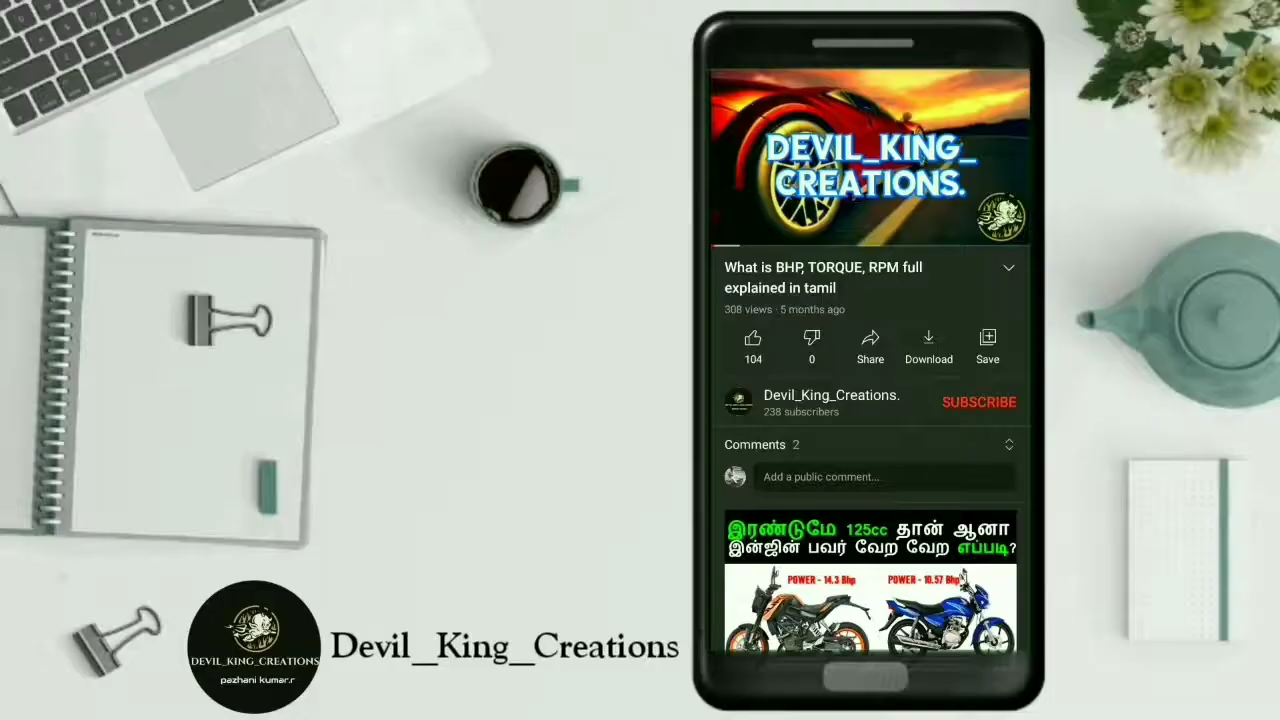 DEVIL_KING_
CREATIONS.
What is BHP, TORQUE, RPM full
explained in tamil
308 views · 5 months ago
104
0
Share
Download
Save
Devil_King_Creations.
238 subscribers
SUBSCRIBE
Comments 2
Add a public comment...
இரண்டுமே 125cc தான் ஆனா
இன்ஜின் பவர் வேற வேற எப்படி?
POWER - 14.3 Bhp
POWER - 10.57 Bhp
DEVIL_KING_CREATIONS
pazhani kumar.r
Devil_King_Creations